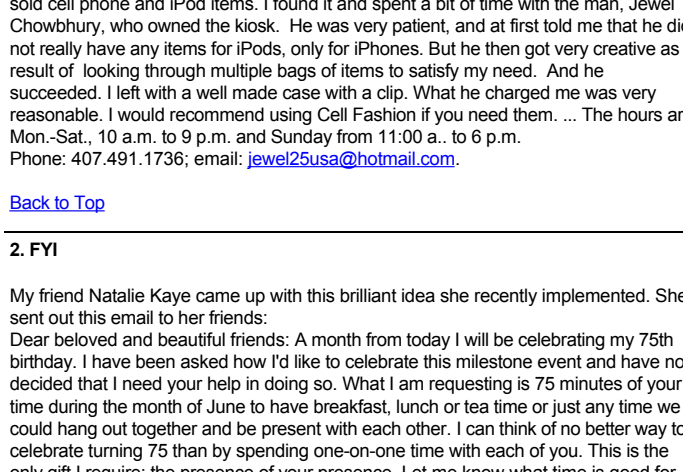 sold cell phone and iPod items. I found it and spent a bit of time with the man, Jewel
Chowbhury, who owned the kiosk.  He was very patient, and at first told me that he
not really have any items for iPods, only for iPhones. But he then got very creative as
result of  looking through multiple bags of items to satisfy my need.  And he
succeeded. I left with a well made case with a clip. What he charged me was very
reasonable. I would recommend using Cell Fashion if you need them. ... The hours
Mon.-Sat., 10 a.m. to 9 p.m. and Sunday from 11:00 a.. to 6 p.m.
Phone: 407.491.1736; email: jewel25usa@hotmail.com.
Back to Top
2. FYI
My friend Natalie Kaye came up with this brilliant idea she recently implemented. She
sent out this email to her friends:
Dear beloved and beautiful friends: A month from today I will be celebrating my 75th
birthday. I have been asked how I'd like to celebrate this milestone event and have
decided that I need your help in doing so. What I am requesting is 75 minutes of your
time during the month of June to have breakfast, lunch or tea time or just any time we
could hang out together and be present with each other. I can think of no better way to
celebrate turning 75 than by spending one-on-one time with each of you. This is the
only gift I require: the presence of your presence. Let me know what time is good for